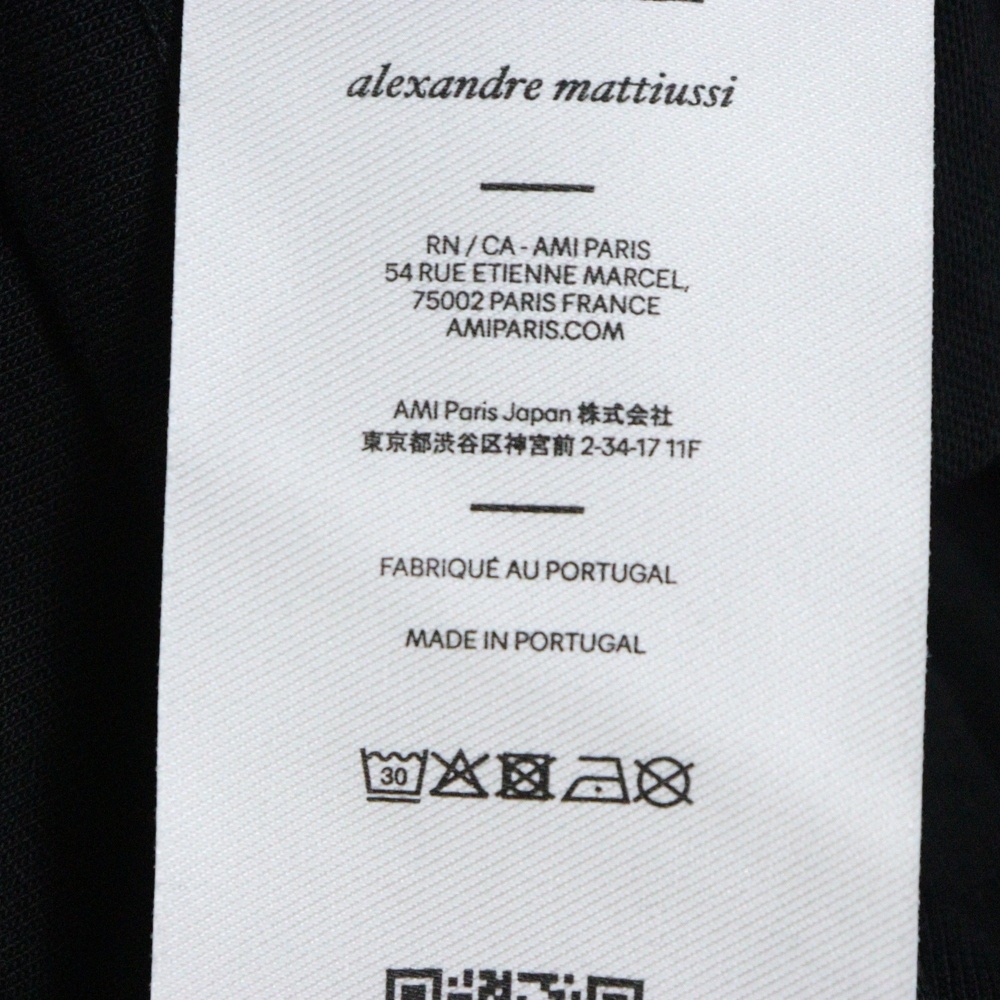 alexandre mattiussi
RN / CA - AMI PARIS
54 RUE ETIENNE MARCEL,
75002 PARIS FRANCE
AMIPARIS.COM
AMI Paris Japan 株式会社
東京都渋谷区神宮前 2-34-17 11F
FABRIQUÉ AU PORTUGAL
MADE IN PORTUGAL
30